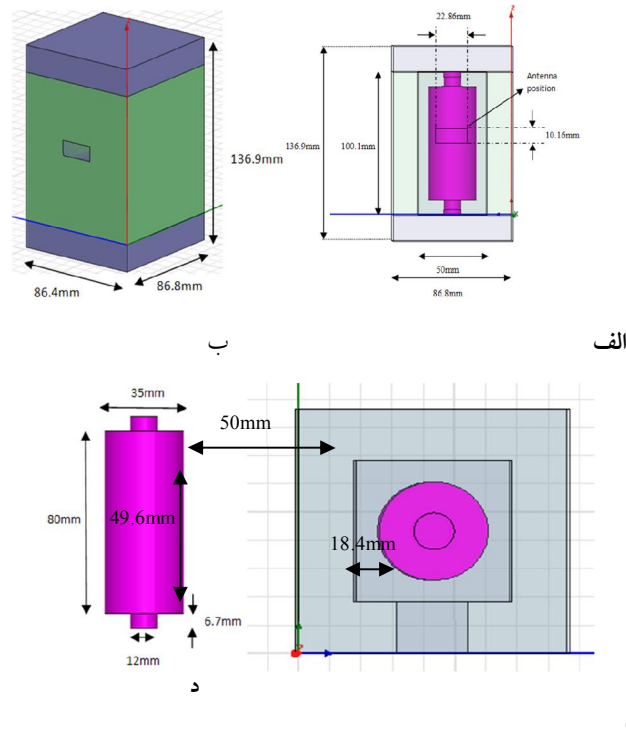 22.86mm
Antenna
position
136.9mm
136.9mm
100.1mm
10.16mm
86.4mm
86.8mm
50mm
86.8mm
ب
الف
35mm
50mm
80mm
49.6mm
18.4mm
6.7mm
12mm
د